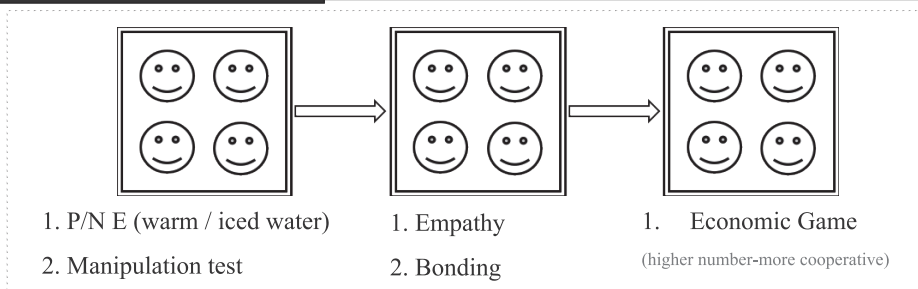 1. P/N E (warm / iced water)
2. Manipulation test
1. Empathy
2. Bonding
1. Economic Game
(higher number-more cooperative)